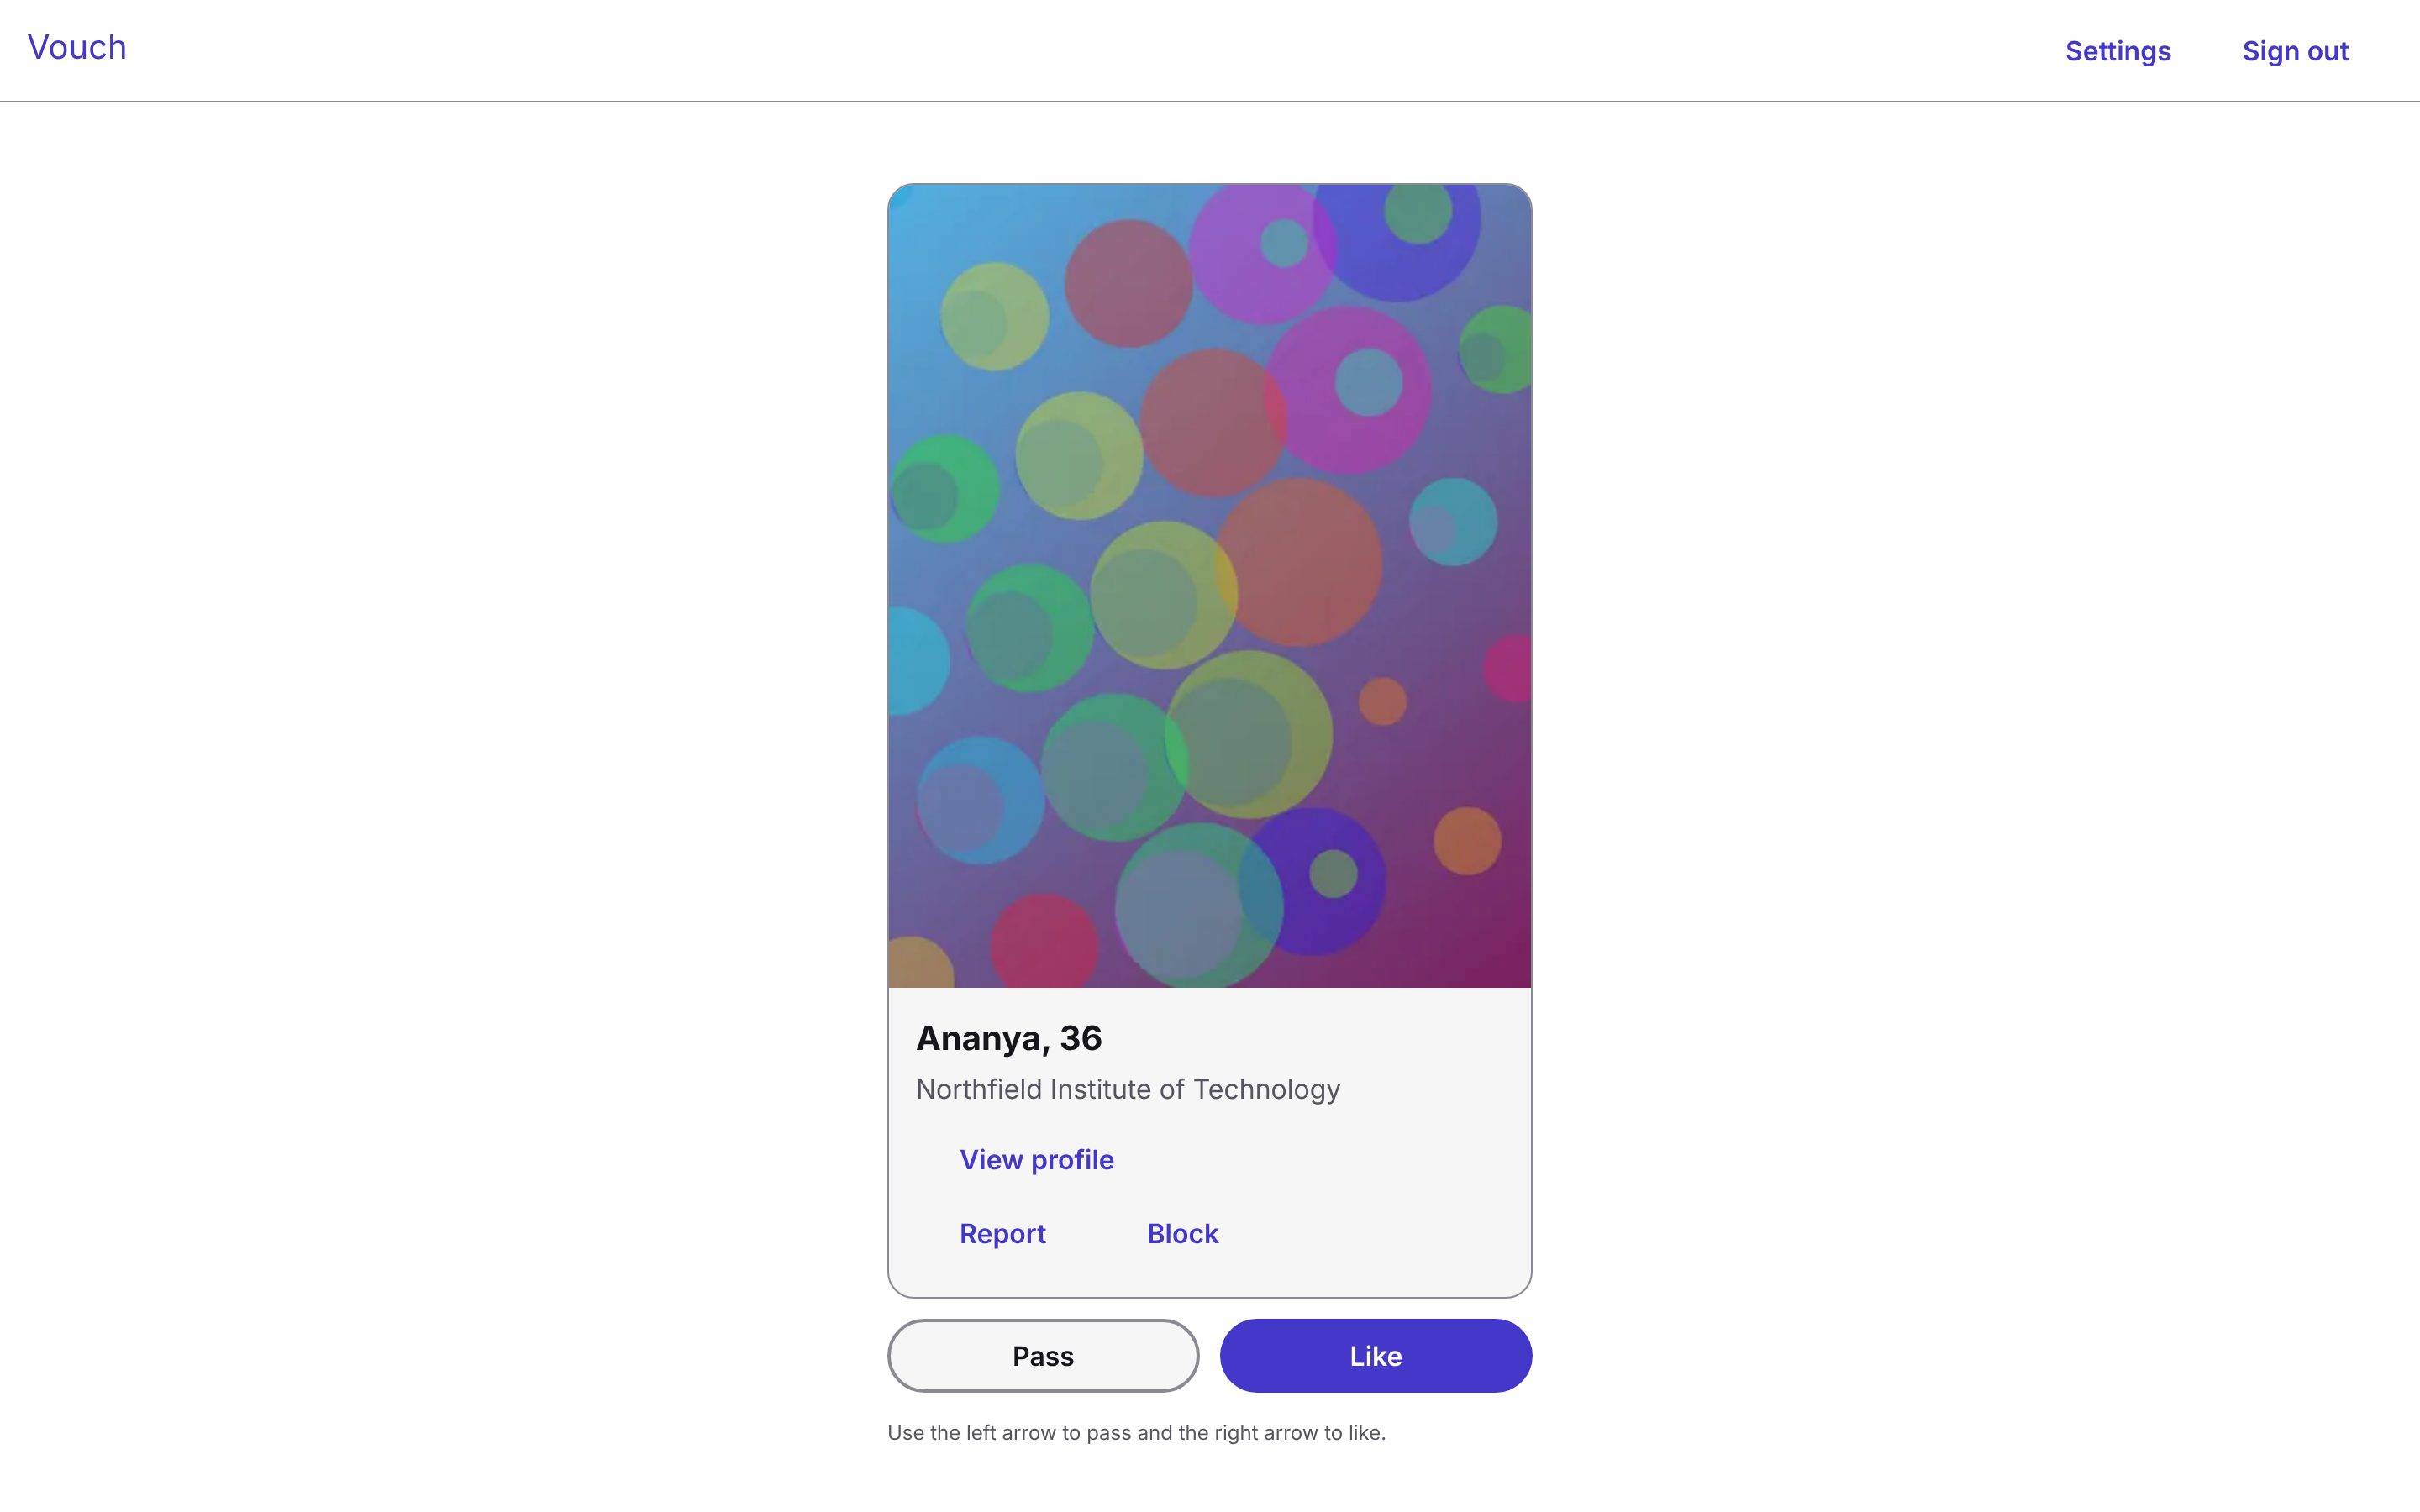 Vouch
Settings
Sign out
Ananya, 36
Northfield Institute of Technology
View profile
Report
Block
Pass
Like
Use the left arrow to pass and the right arrow to like.